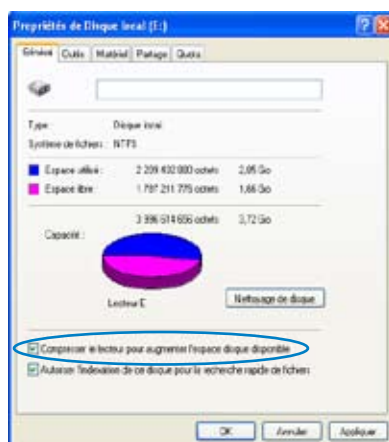 Propriétés de Disque local (E:)
Général Outils Matériel Partage Quota
Type : Disque local
Système de fichiers : NTFS
Espace utilisé : 2 209 402 880 octets 2,05 Go
Espace libre : 1 787 211 776 octets 1,66 Go
3 996 614 656 octets 3,72 Go
Capacité :
Lecteur E
Nettoyage de disque
Compresser le lecteur pour augmenter l'espace disque disponible
Autoriser l'indexation de ce disque pour la recherche rapide de fichiers
OK Annuler Appliquer